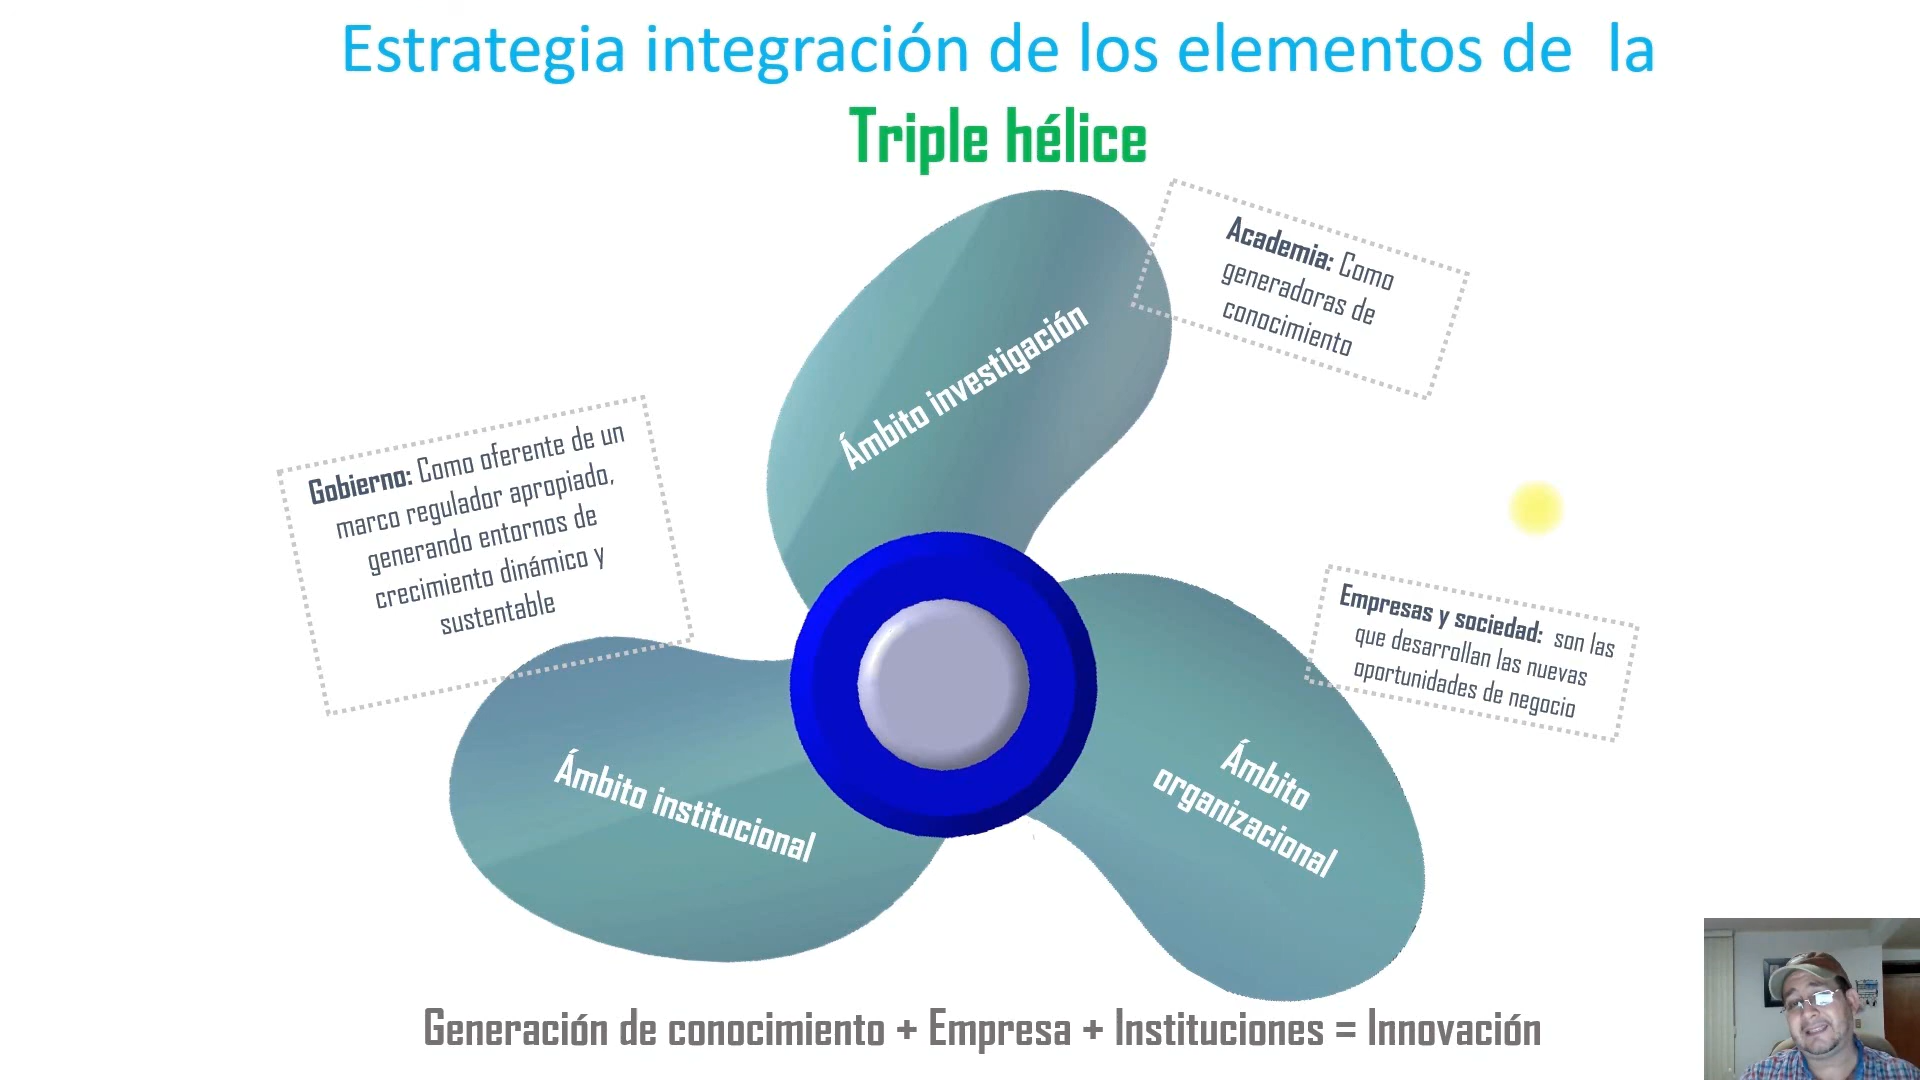 Estrategia integración de los elementos de  la
Triple hélice
Academia: Como
generadoras de
conocimiento
Ámbito investigación
Gobierno: Como oferente de un
marco regulador apropiado,
generando entornos de
crecimiento dinámico y
sustentable
Empresas y sociedad:  son las
que desarrollan las nuevas
oportunidades de negocio
Ámbito institucional
Ámbito
organizacional
Generación de conocimiento + Empresa + Instituciones = Innovación